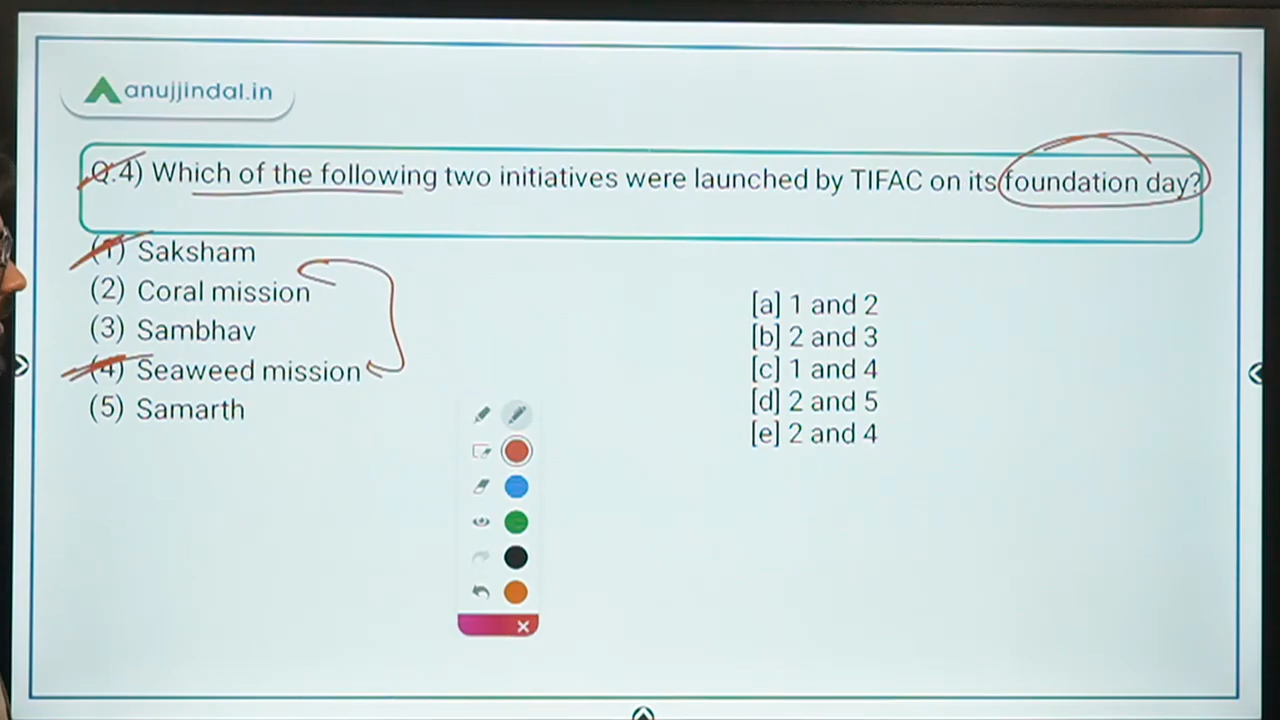 anujjindal.in
Q.4) Which of the following two initiatives were launched by TIFAC on its foundation day?
(1) Saksham
(2) Coral mission
(3) Sambhav
(4) Seaweed mission
(5) Samarth
[a] 1 and 2
[b] 2 and 3
[c] 1 and 4
[d] 2 and 5
[e] 2 and 4